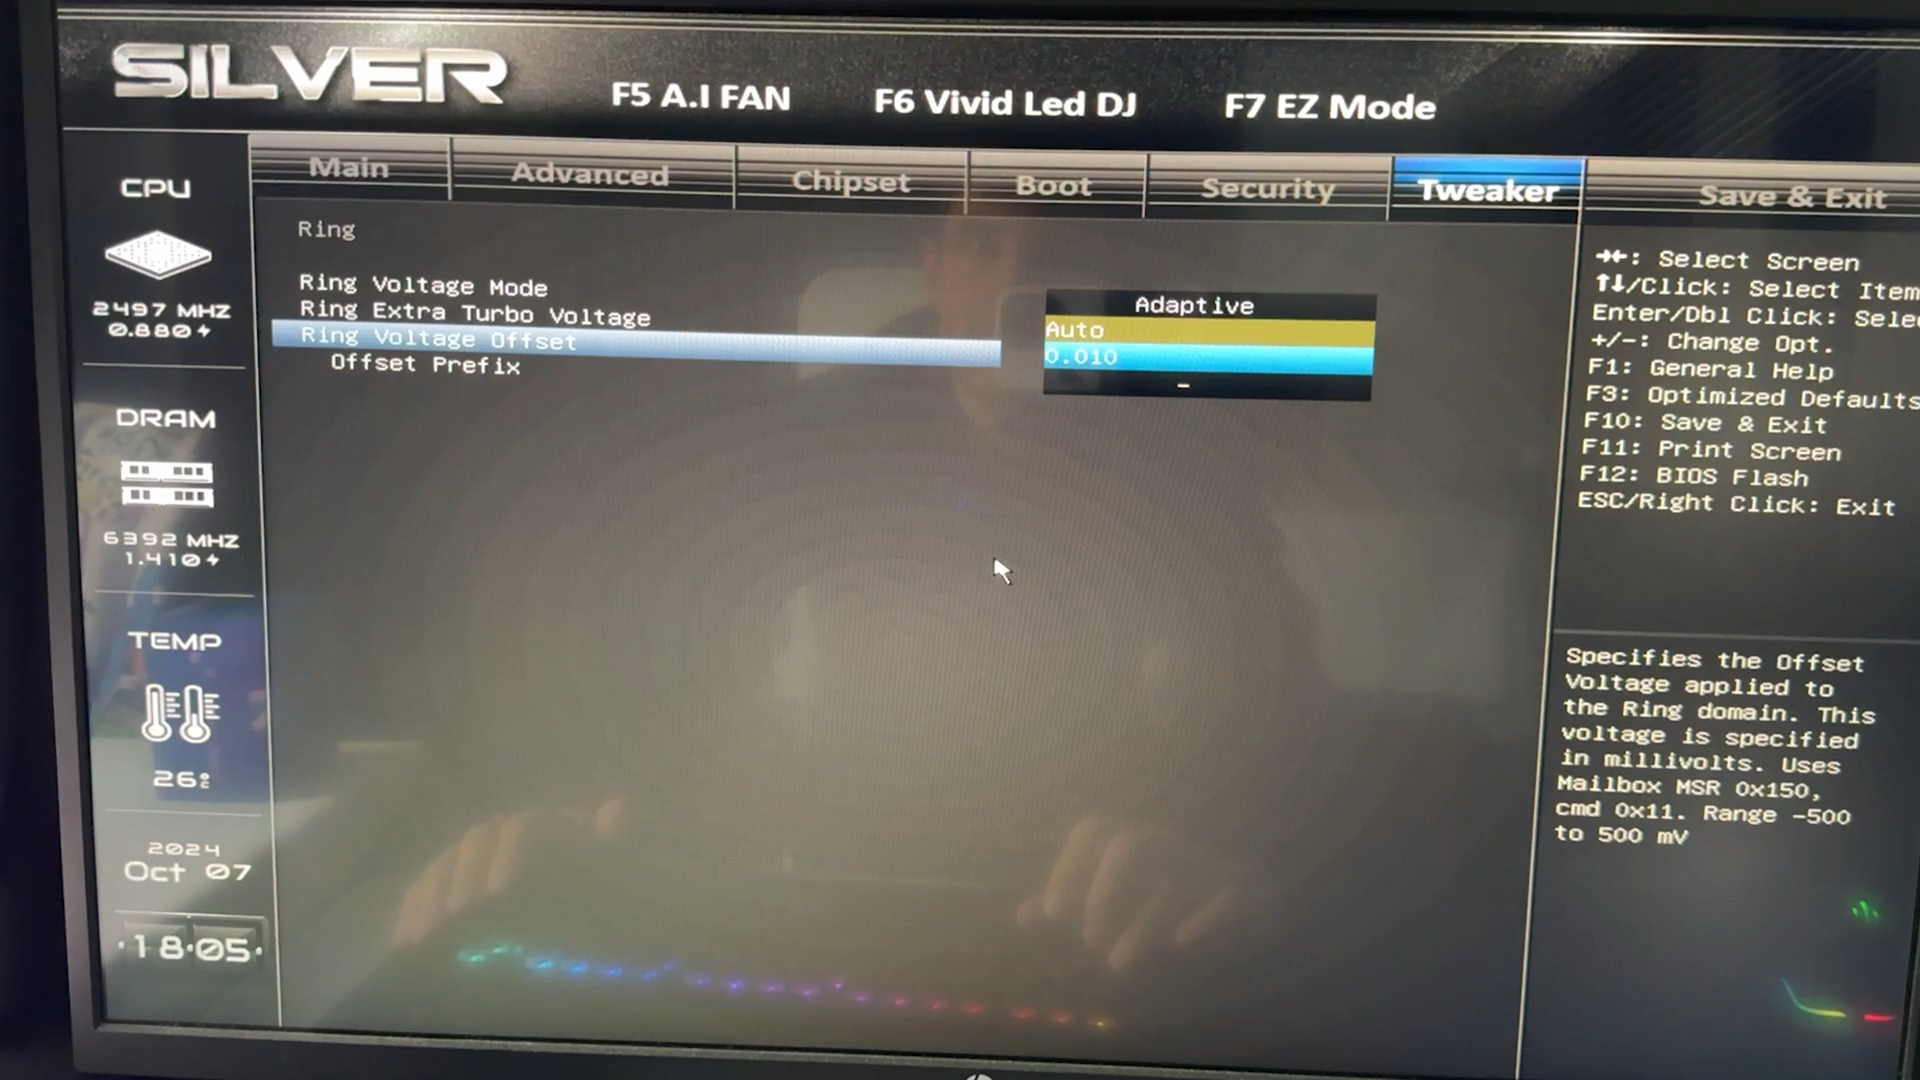 SILVER
F5 A.I FAN
F6 Vivid Led DJ
F7 EZ Mode
Main
Advanced
Chipset
Boot
Security
Tweaker
Save & Exit
CPU
2497 MHZ
0.880
DRAM
6392 MHZ
1.410
TEMP
26
2024
Oct 07
18:05
Ring
Ring Voltage Mode
Adaptive
Ring Extra Turbo Voltage
Auto
Ring Voltage Offset
0.010
Offset Prefix
-
→←: Select Screen
↑↓/Click: Select Item
Enter/Dbl Click:
+/-: Change Opt.
F1: General Help
F3: Optimized Defaults
F10: Save & Exit
F11: Print Screen
F12: BIOS Flash
ESC/Right Click: Exit
Specifies the Offset
Voltage applied to
the Ring domain. This
voltage is specified
in millivolts. Uses
Mailbox MSR 0x150,
cmd 0x11. Range -500
to 500 mV